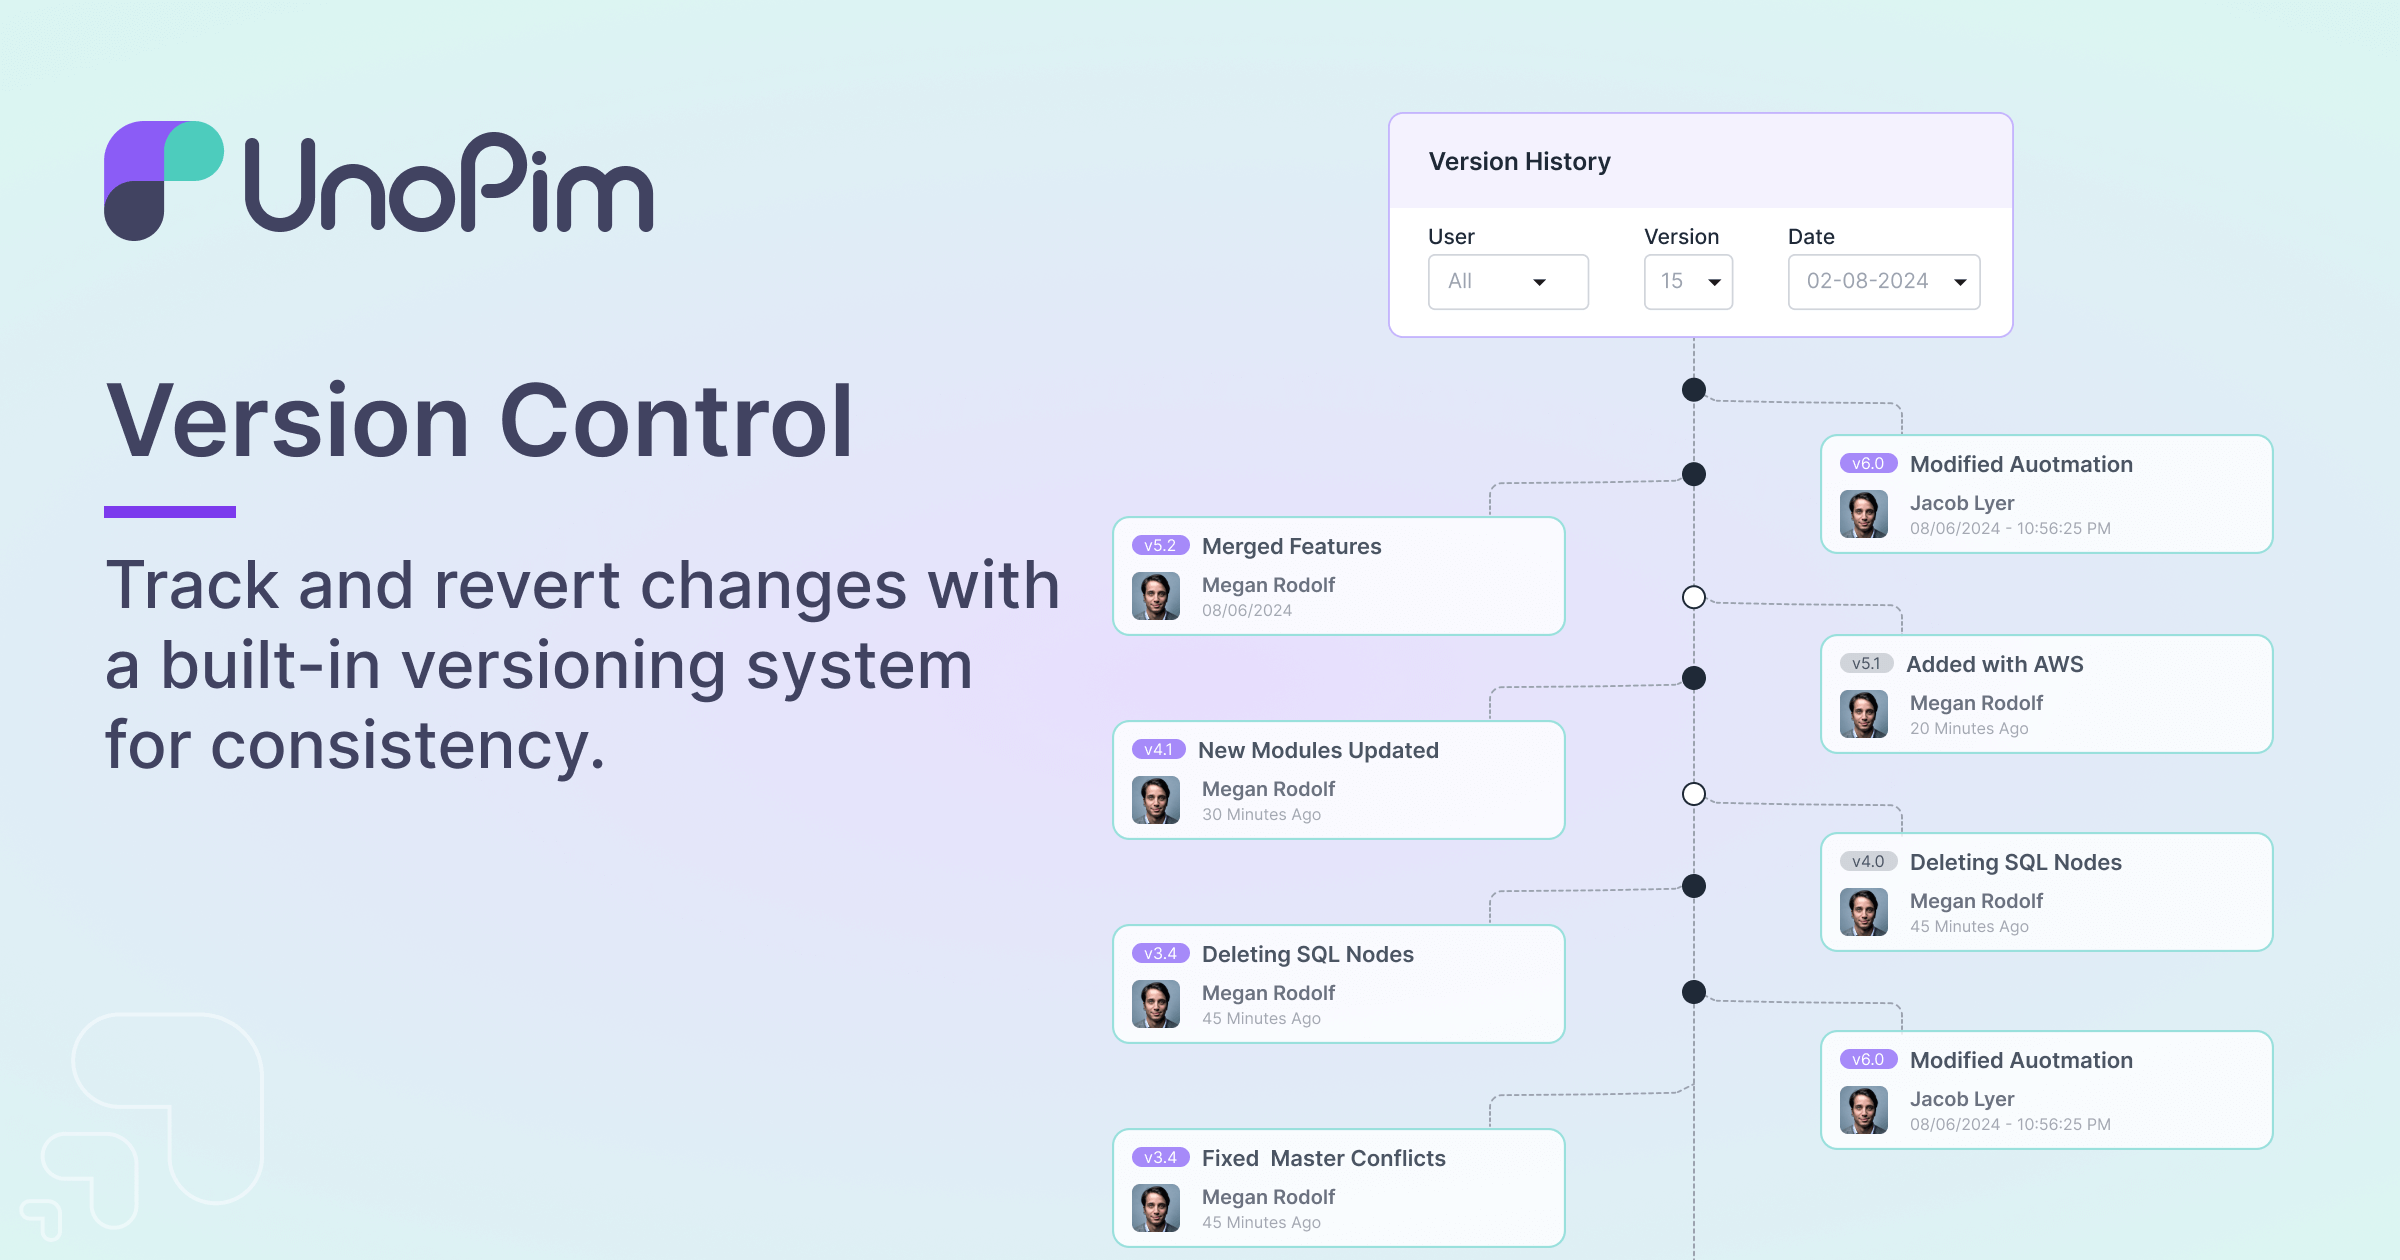 UnoPim
Version Control
Track and revert changes with
a built-in versioning system
for consistency.
Version History
User
Version
Date
All
15
02-08-2024
v6.0 Modified Auotmation
Jacob Lyer
08/06/2024 - 10:56:25 PM
v5.2 Merged Features
Megan Rodolf
08/06/2024
v5.1 Added with AWS
Megan Rodolf
20 Minutes Ago
v4.1 New Modules Updated
Megan Rodolf
30 Minutes Ago
v4.0 Deleting SQL Nodes
Megan Rodolf
45 Minutes Ago
v3.4 Deleting SQL Nodes
Megan Rodolf
45 Minutes Ago
v6.0 Modified Auotmation
Jacob Lyer
08/06/2024 - 10:56:25 PM
v3.4 Fixed  Master Conflicts
Megan Rodolf
45 Minutes Ago